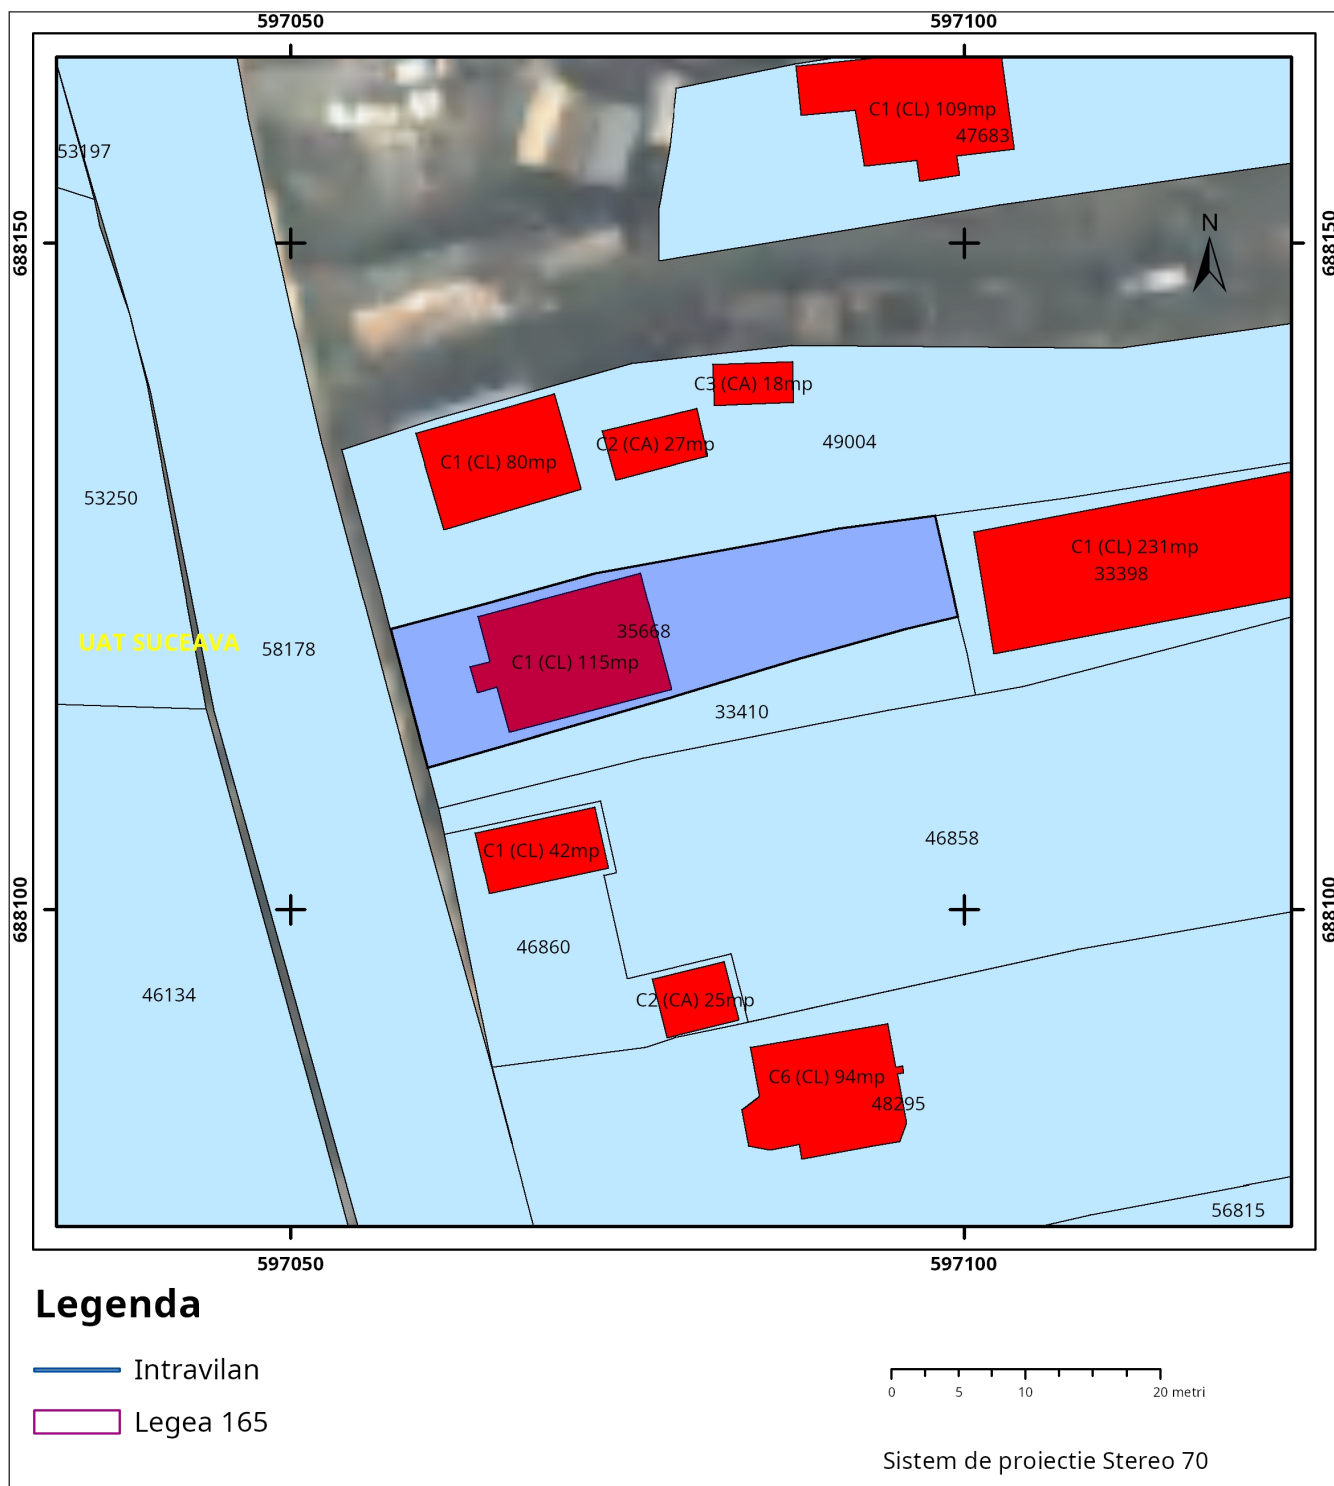 597050
597100
C1 (CL) 109mp
47683
53197
N
688150
688150
C3 (CA) 18mp
C2 (CA) 27mp
49004
C1 (CL) 80mp
53250
C1 (CL) 231mp
33398
35668
UAT SUCEAVA
58178
C1 (CL) 115mp
33410
46858
C1 (CL) 42mp
688100
688100
46860
46134
C2 (CA) 25mp
C6 (CL) 94mp
48295
56815
597050
597100
Legenda
Intravilan
Legea 165
0 5 10 20 metri
Sistem de proiectie Stereo 70